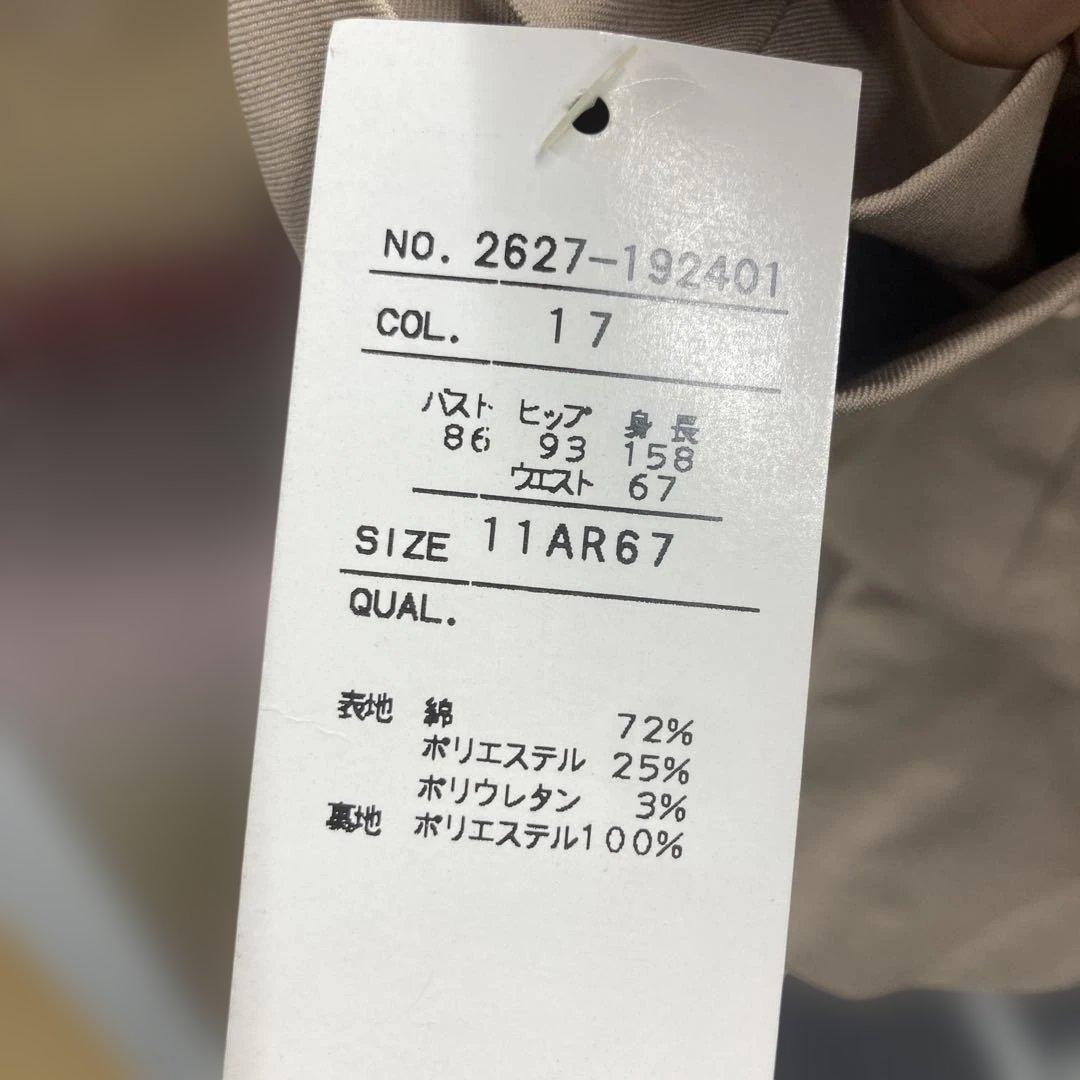 NO. 2627-192401
COL. 17
バスト ヒップ 身長
86 93 158
ウエスト 67
SIZE 11AR67
QUAL.
表地 綿 72%
ポリエステル 25%
ポリウレタン 3%
裏地 ポリエステル100%